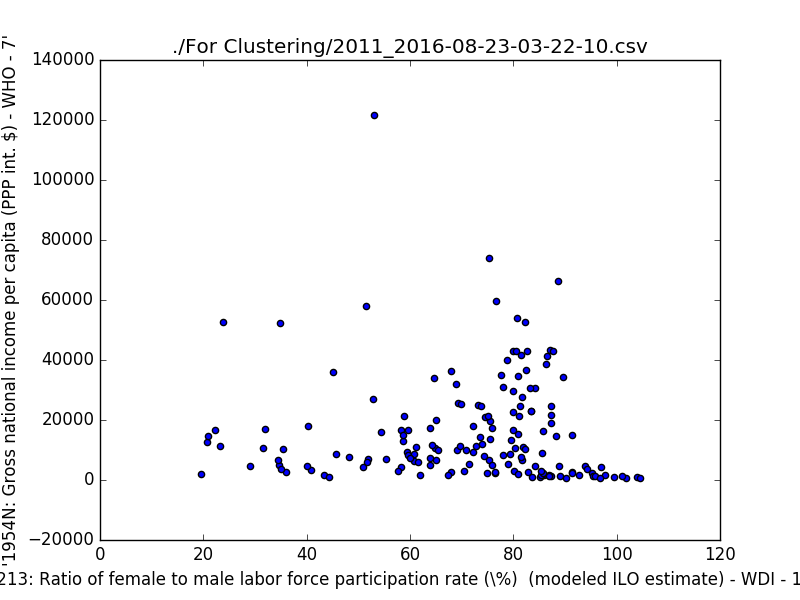 ./For Clustering/2011_2016-08-23-03-22-10.csv
'1954N: Gross national income per capita (PPP int. $) - WHO - 7'
140000
120000
100000
80000
60000
40000
20000
0
−20000
0 20 40 60 80 100 120
213: Ratio of female to male labor force participation rate (\%)  (modeled ILO estimate) - WDI - 1